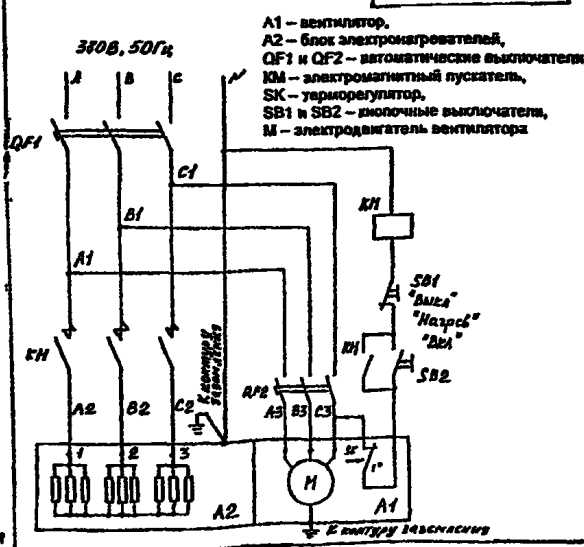 А1 – вентилятор,
А2 – блок электронагревателей,
QF1 и QF2 – автоматические выключатели
КМ – электромагнитный пускатель,
SK – терморегулятор,
SB1 и SB2 – кнопочные выключатели,
М – электродвигатель вентилятора
380В, 50Гц
А В С N
QF1
C1
B1
A1
КМ
SB1
"Выкл"
"Нагрев"
"Вкл"
КМ
SB2
КМ
К контуру заземления
QF2
A2 B2 C2
A3 B3 C3
1 2 3
SK
t°
М
А2
А1
К контуру заземления